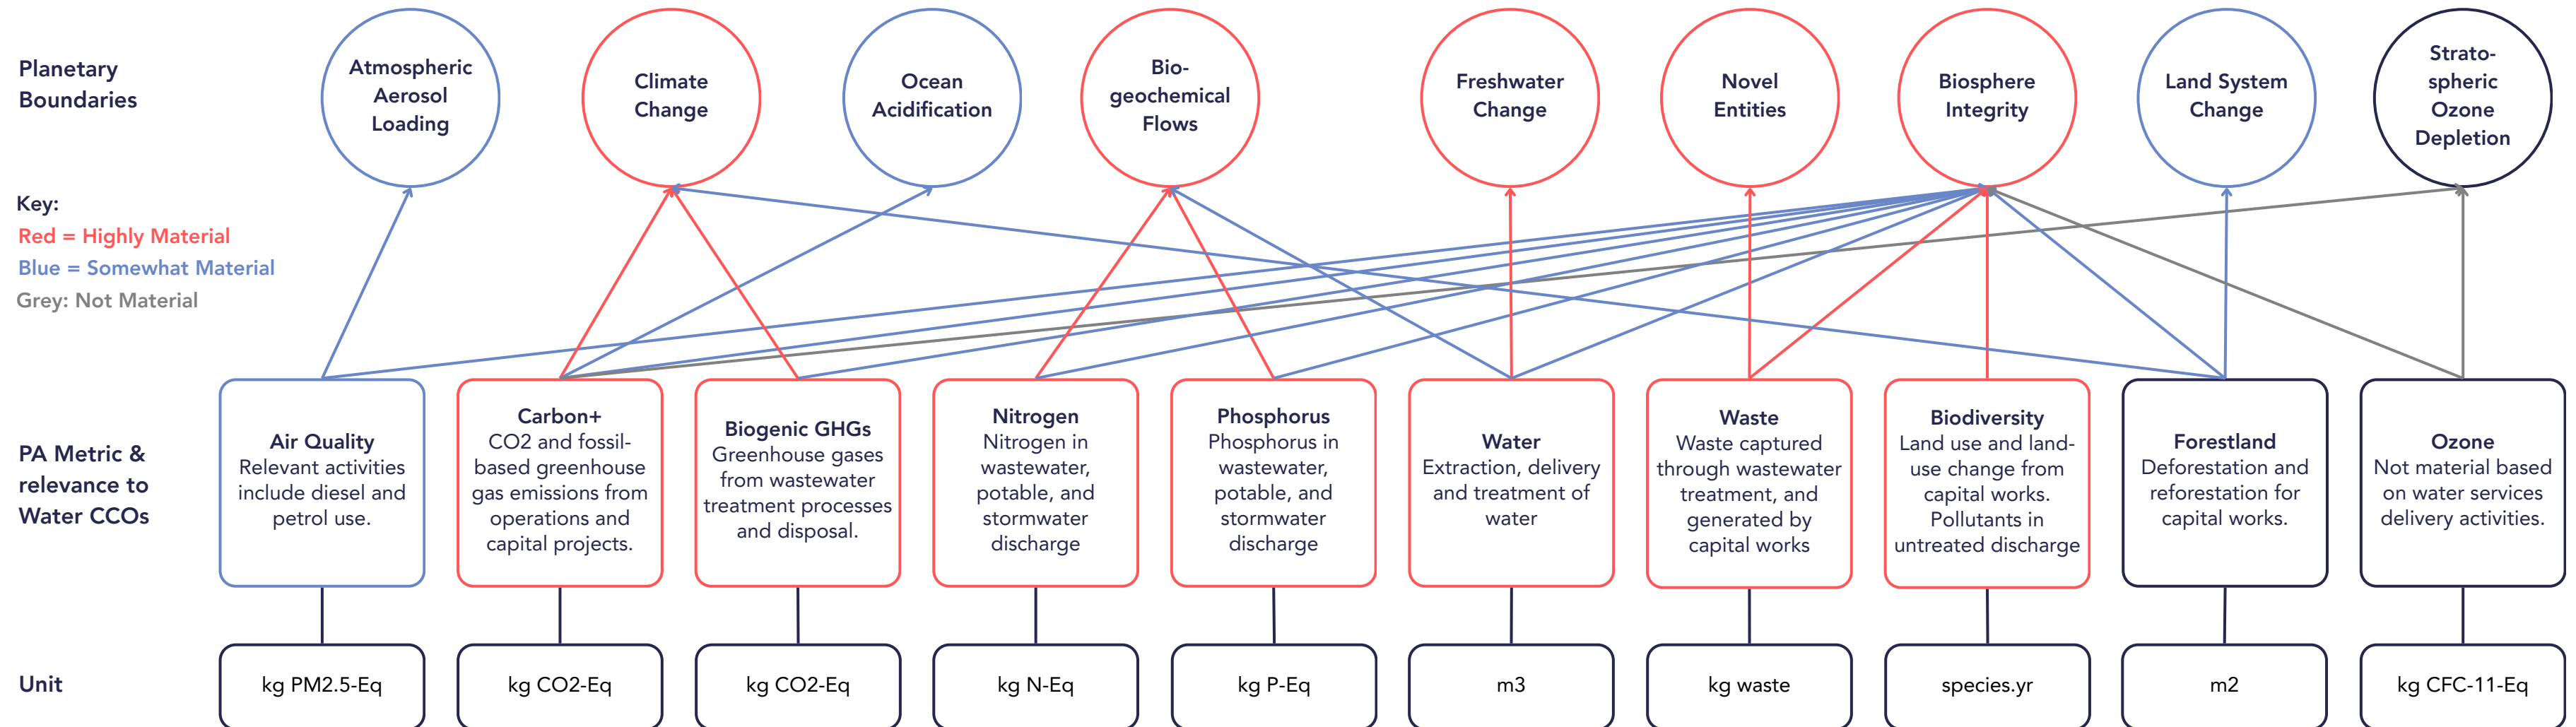 Planetary
Boundaries
Atmospheric
Aerosol
Loading
Climate
Change
Ocean
Acidification
Bio-
geochemical
Flows
Freshwater
Change
Novel
Entities
Biosphere
Integrity
Land System
Change
Strato-
spheric
Ozone
Depletion
Key:
Red = Highly Material
Blue = Somewhat Material
Grey: Not Material
PA Metric &
relevance to
Water CCOs
Air Quality
Relevant activities
include diesel and
petrol use.
Carbon+
CO2 and fossil-
based greenhouse
gas emissions from
operations and
capital projects.
Biogenic GHGs
Greenhouse gases
from wastewater
treatment processes
and disposal.
Nitrogen
Nitrogen in
wastewater,
potable, and
stormwater
discharge
Phosphorus
Phosphorus in
wastewater,
potable, and
stormwater
discharge
Water
Extraction, delivery
and treatment of
water
Waste
Waste captured
through wastewater
treatment, and
generated by
capital works
Biodiversity
Land use and land-
use change from
capital works.
Pollutants in
untreated discharge
Forestland
Deforestation and
reforestation for
capital works.
Ozone
Not material based
on water services
delivery activities.
Unit
kg PM2.5-Eq
kg CO2-Eq
kg CO2-Eq
kg N-Eq
kg P-Eq
m3
kg waste
species.yr
m2
kg CFC-11-Eq